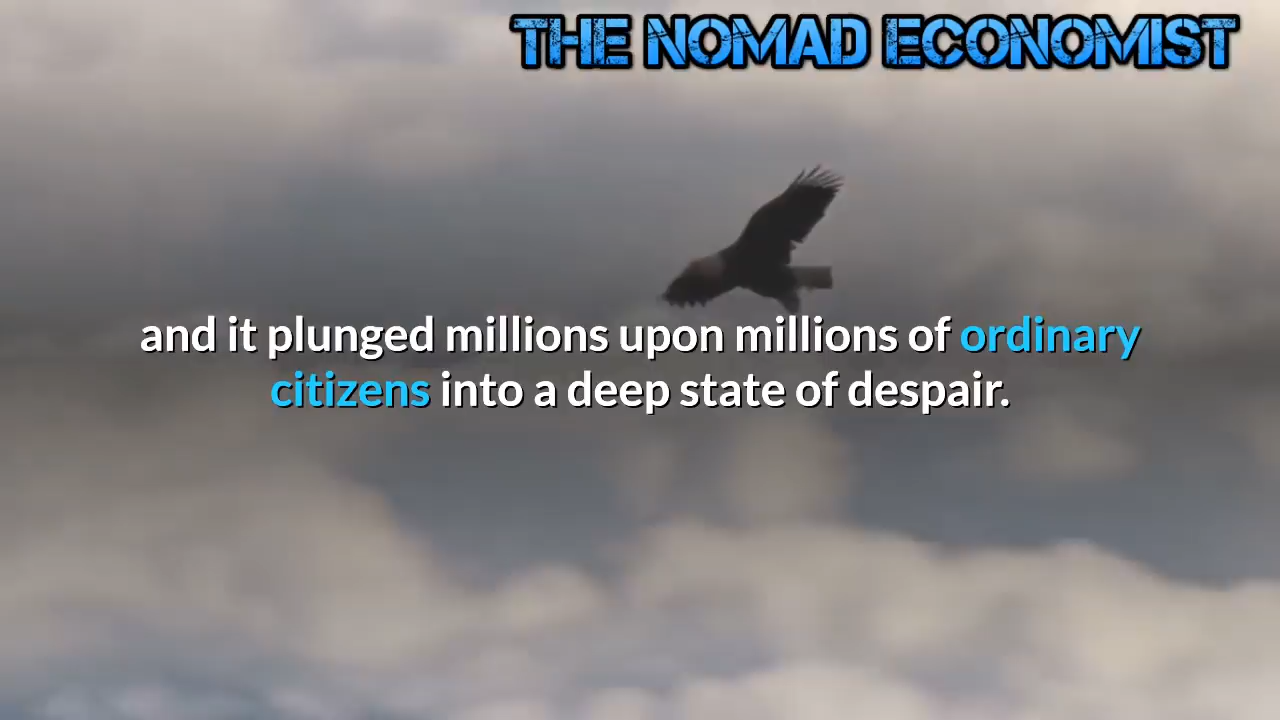 THE NOMAD ECONOMIST
and it plunged millions upon millions of ordinary
citizens into a deep state of despair.